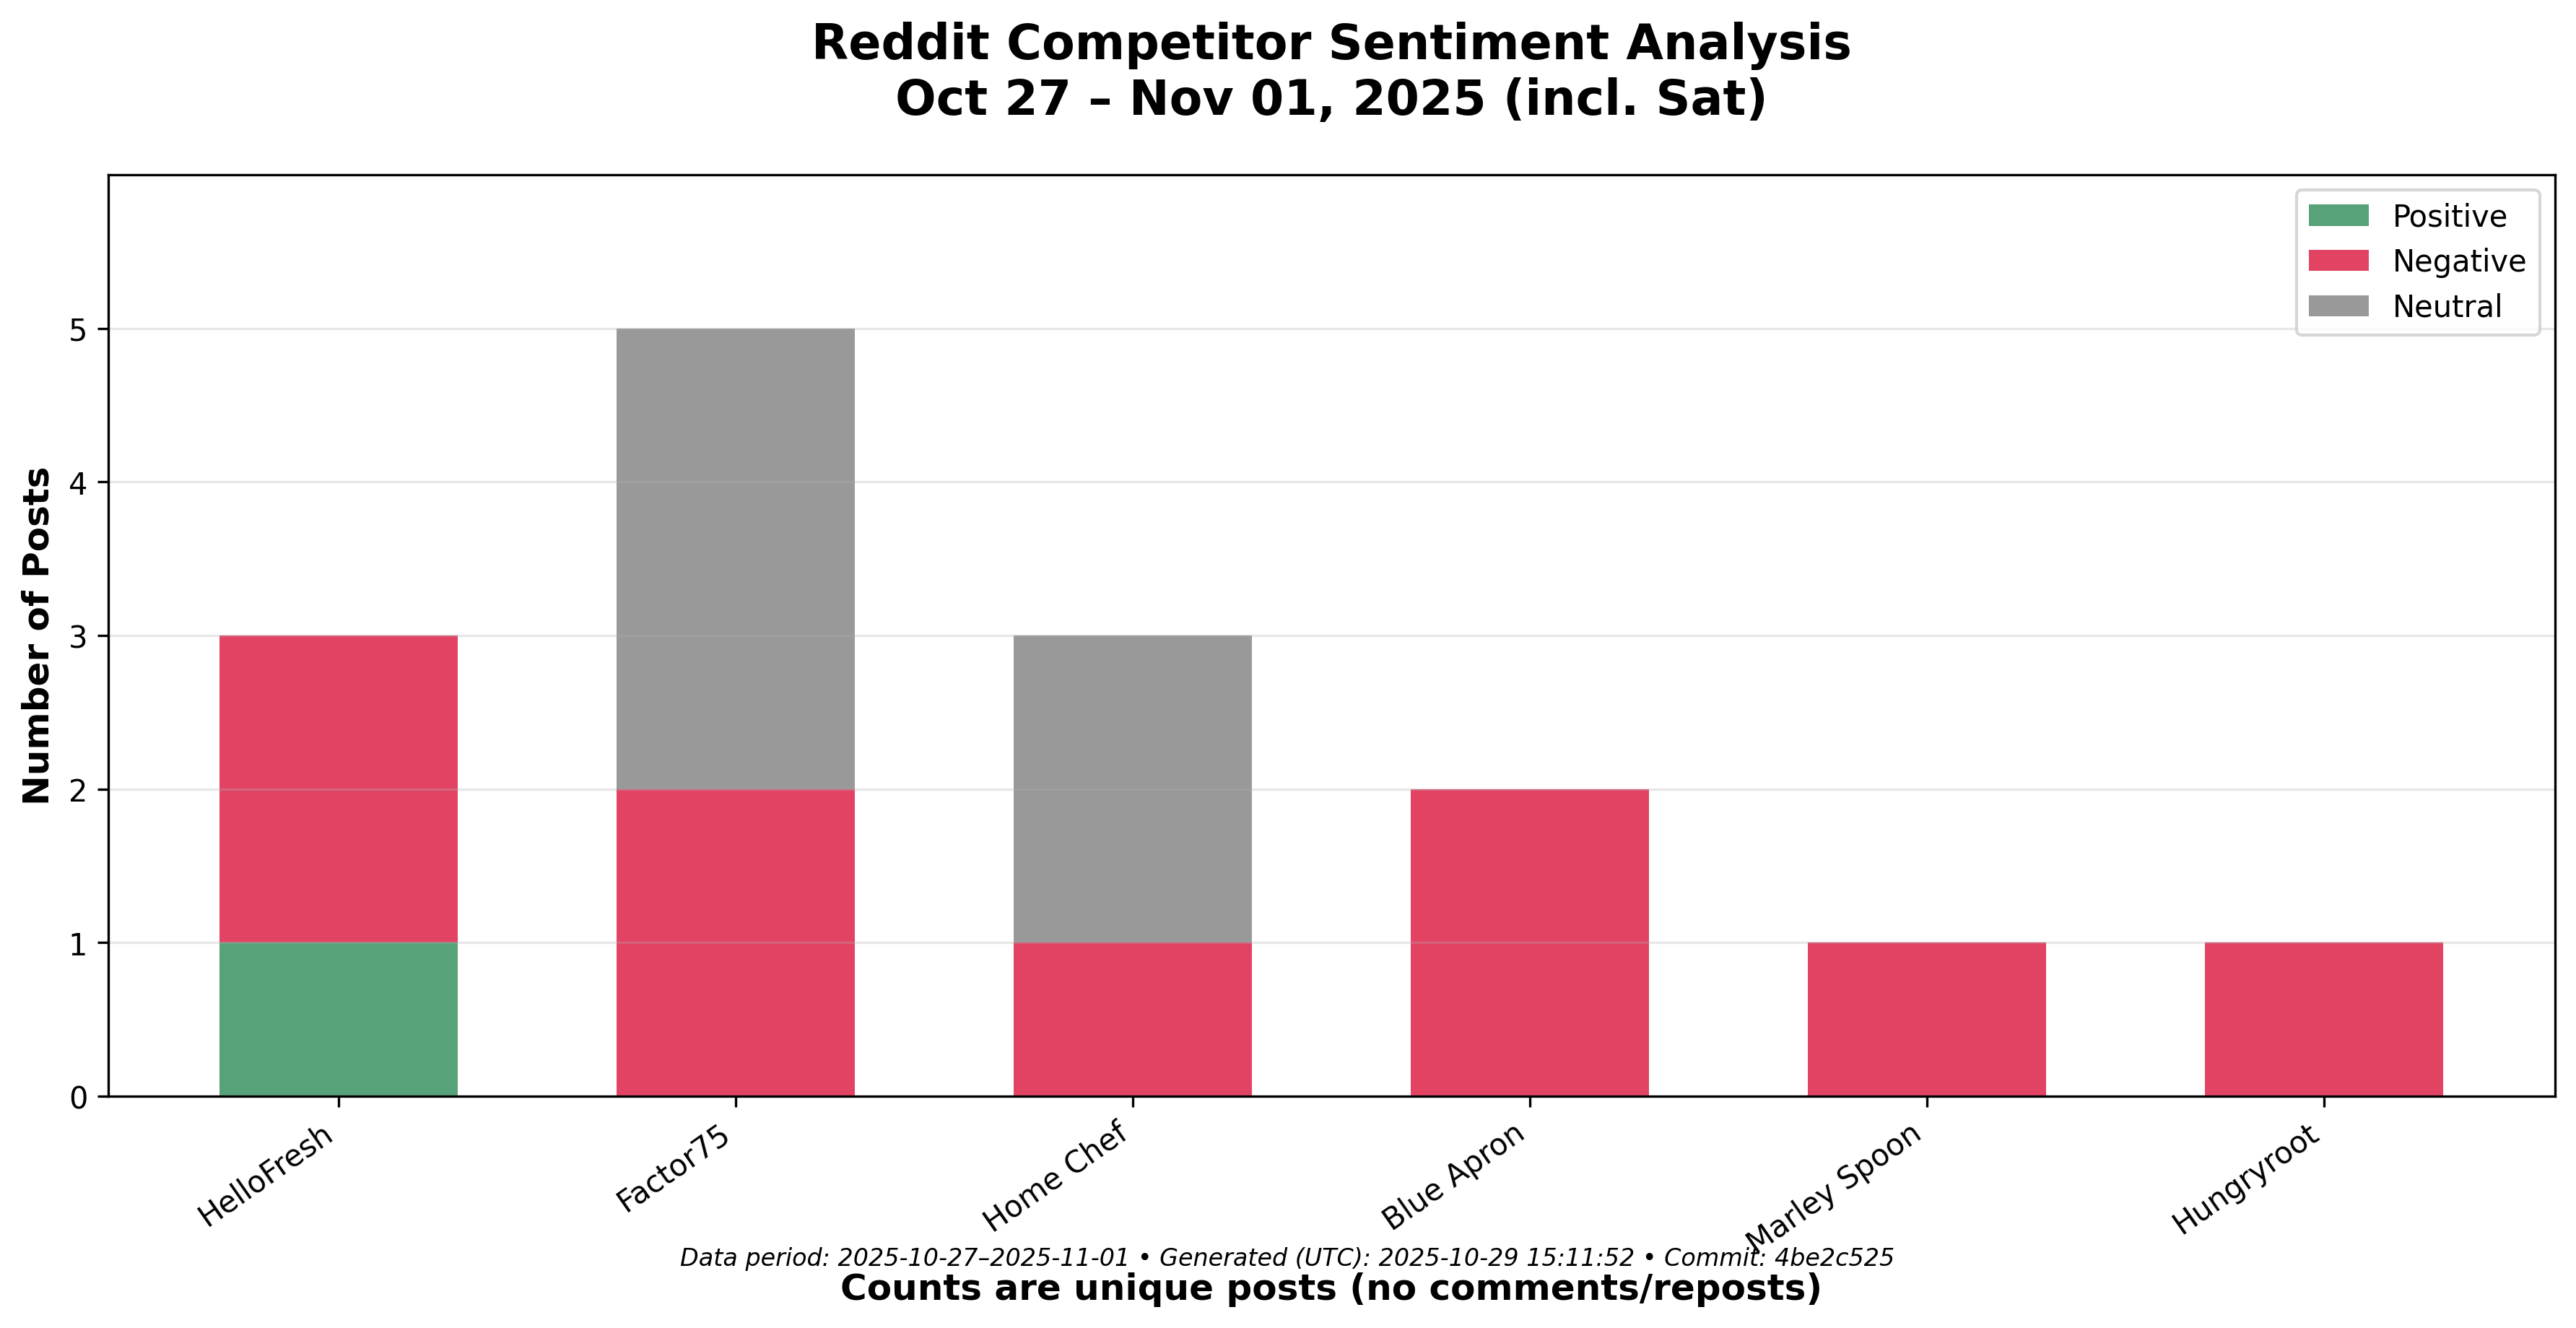 Reddit Competitor Sentiment Analysis
Oct 27 – Nov 01, 2025 (incl. Sat)
Positive
Negative
Neutral
Number of Posts
5
4
3
2
1
0
HelloFresh
Factor75
Home Chef
Blue Apron
Marley Spoon
Hungryroot
Data period: 2025-10-27–2025-11-01 • Generated (UTC): 2025-10-29 15:11:52 • Commit: 4be2c525
Counts are unique posts (no comments/reposts)